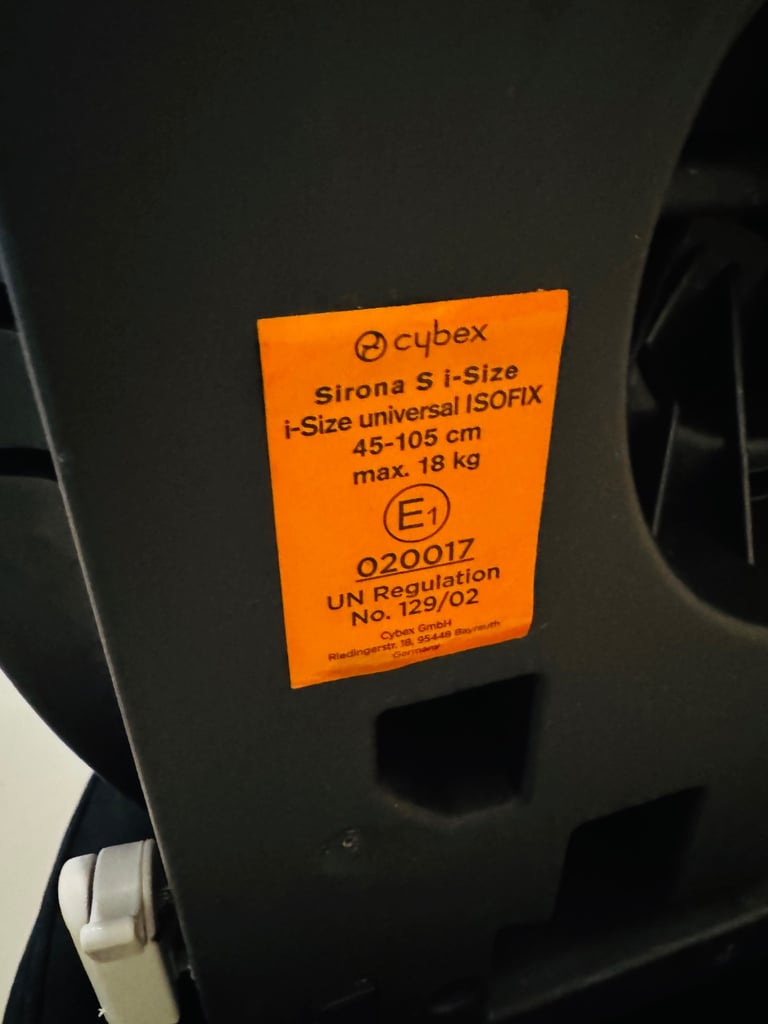 cybex
Sirona S i-Size
i-Size universal ISOFIX
45-105 cm
max. 18 kg
E1
020017
UN Regulation
No. 129/02
Cybex GmbH
Riedingerstr. 18, 95448 Bayreuth
Germany